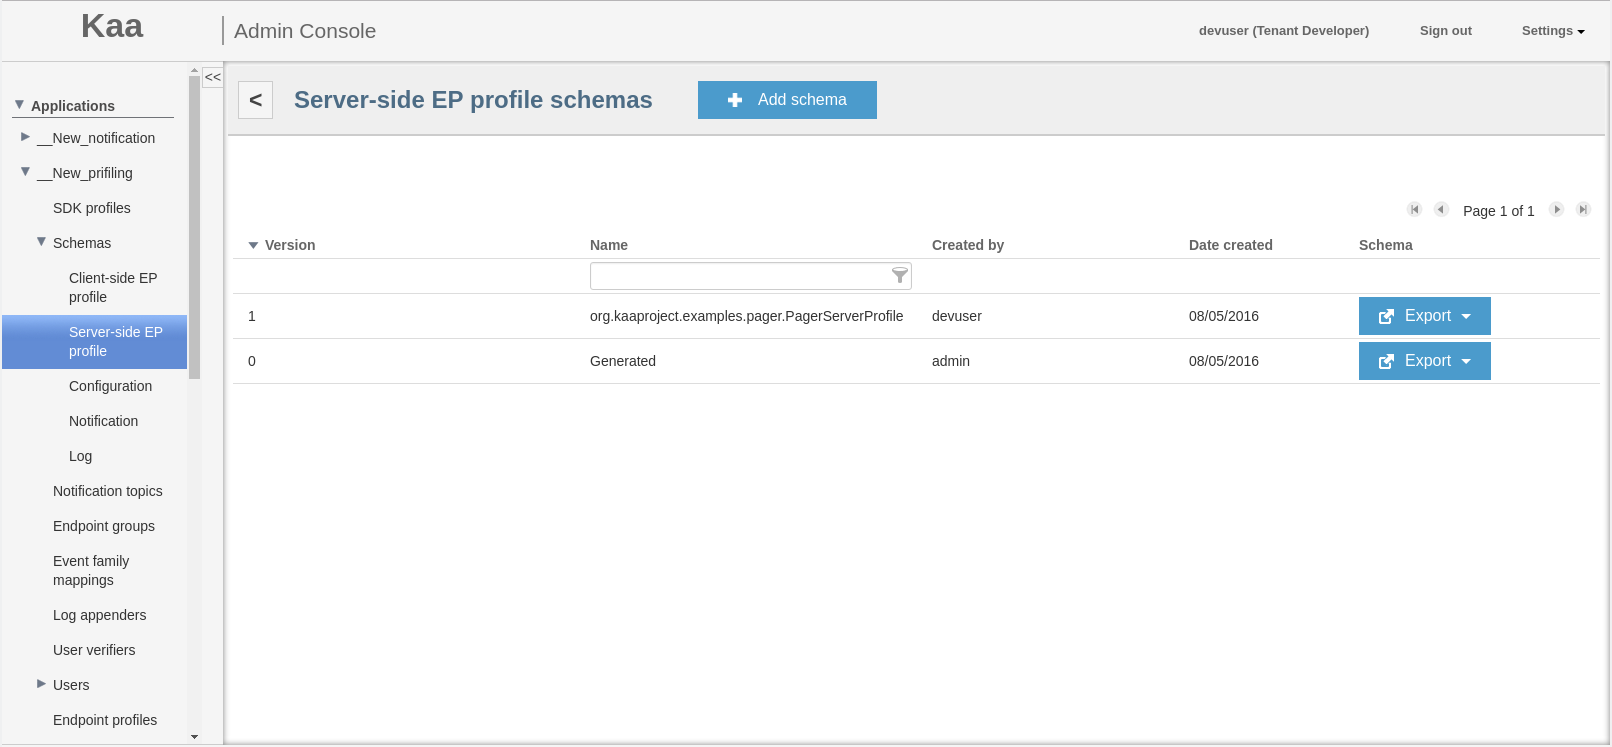 Kaa
Admin Console
devuser (Tenant Developer)
Sign out
Settings
<<
Applications
__New_notification
__New_prifiling
SDK profiles
Schemas
Client-side EP
profile
Server-side EP
profile
Configuration
Notification
Log
Notification topics
Endpoint groups
Event family
mappings
Log appenders
User verifiers
Users
Endpoint profiles
< Server-side EP profile schemas Add schema
Page 1 of 1
Version Name Created by Date created Schema
1 org.kaaproject.examples.pager.PagerServerProfile devuser 08/05/2016 Export
0 Generated admin 08/05/2016 Export